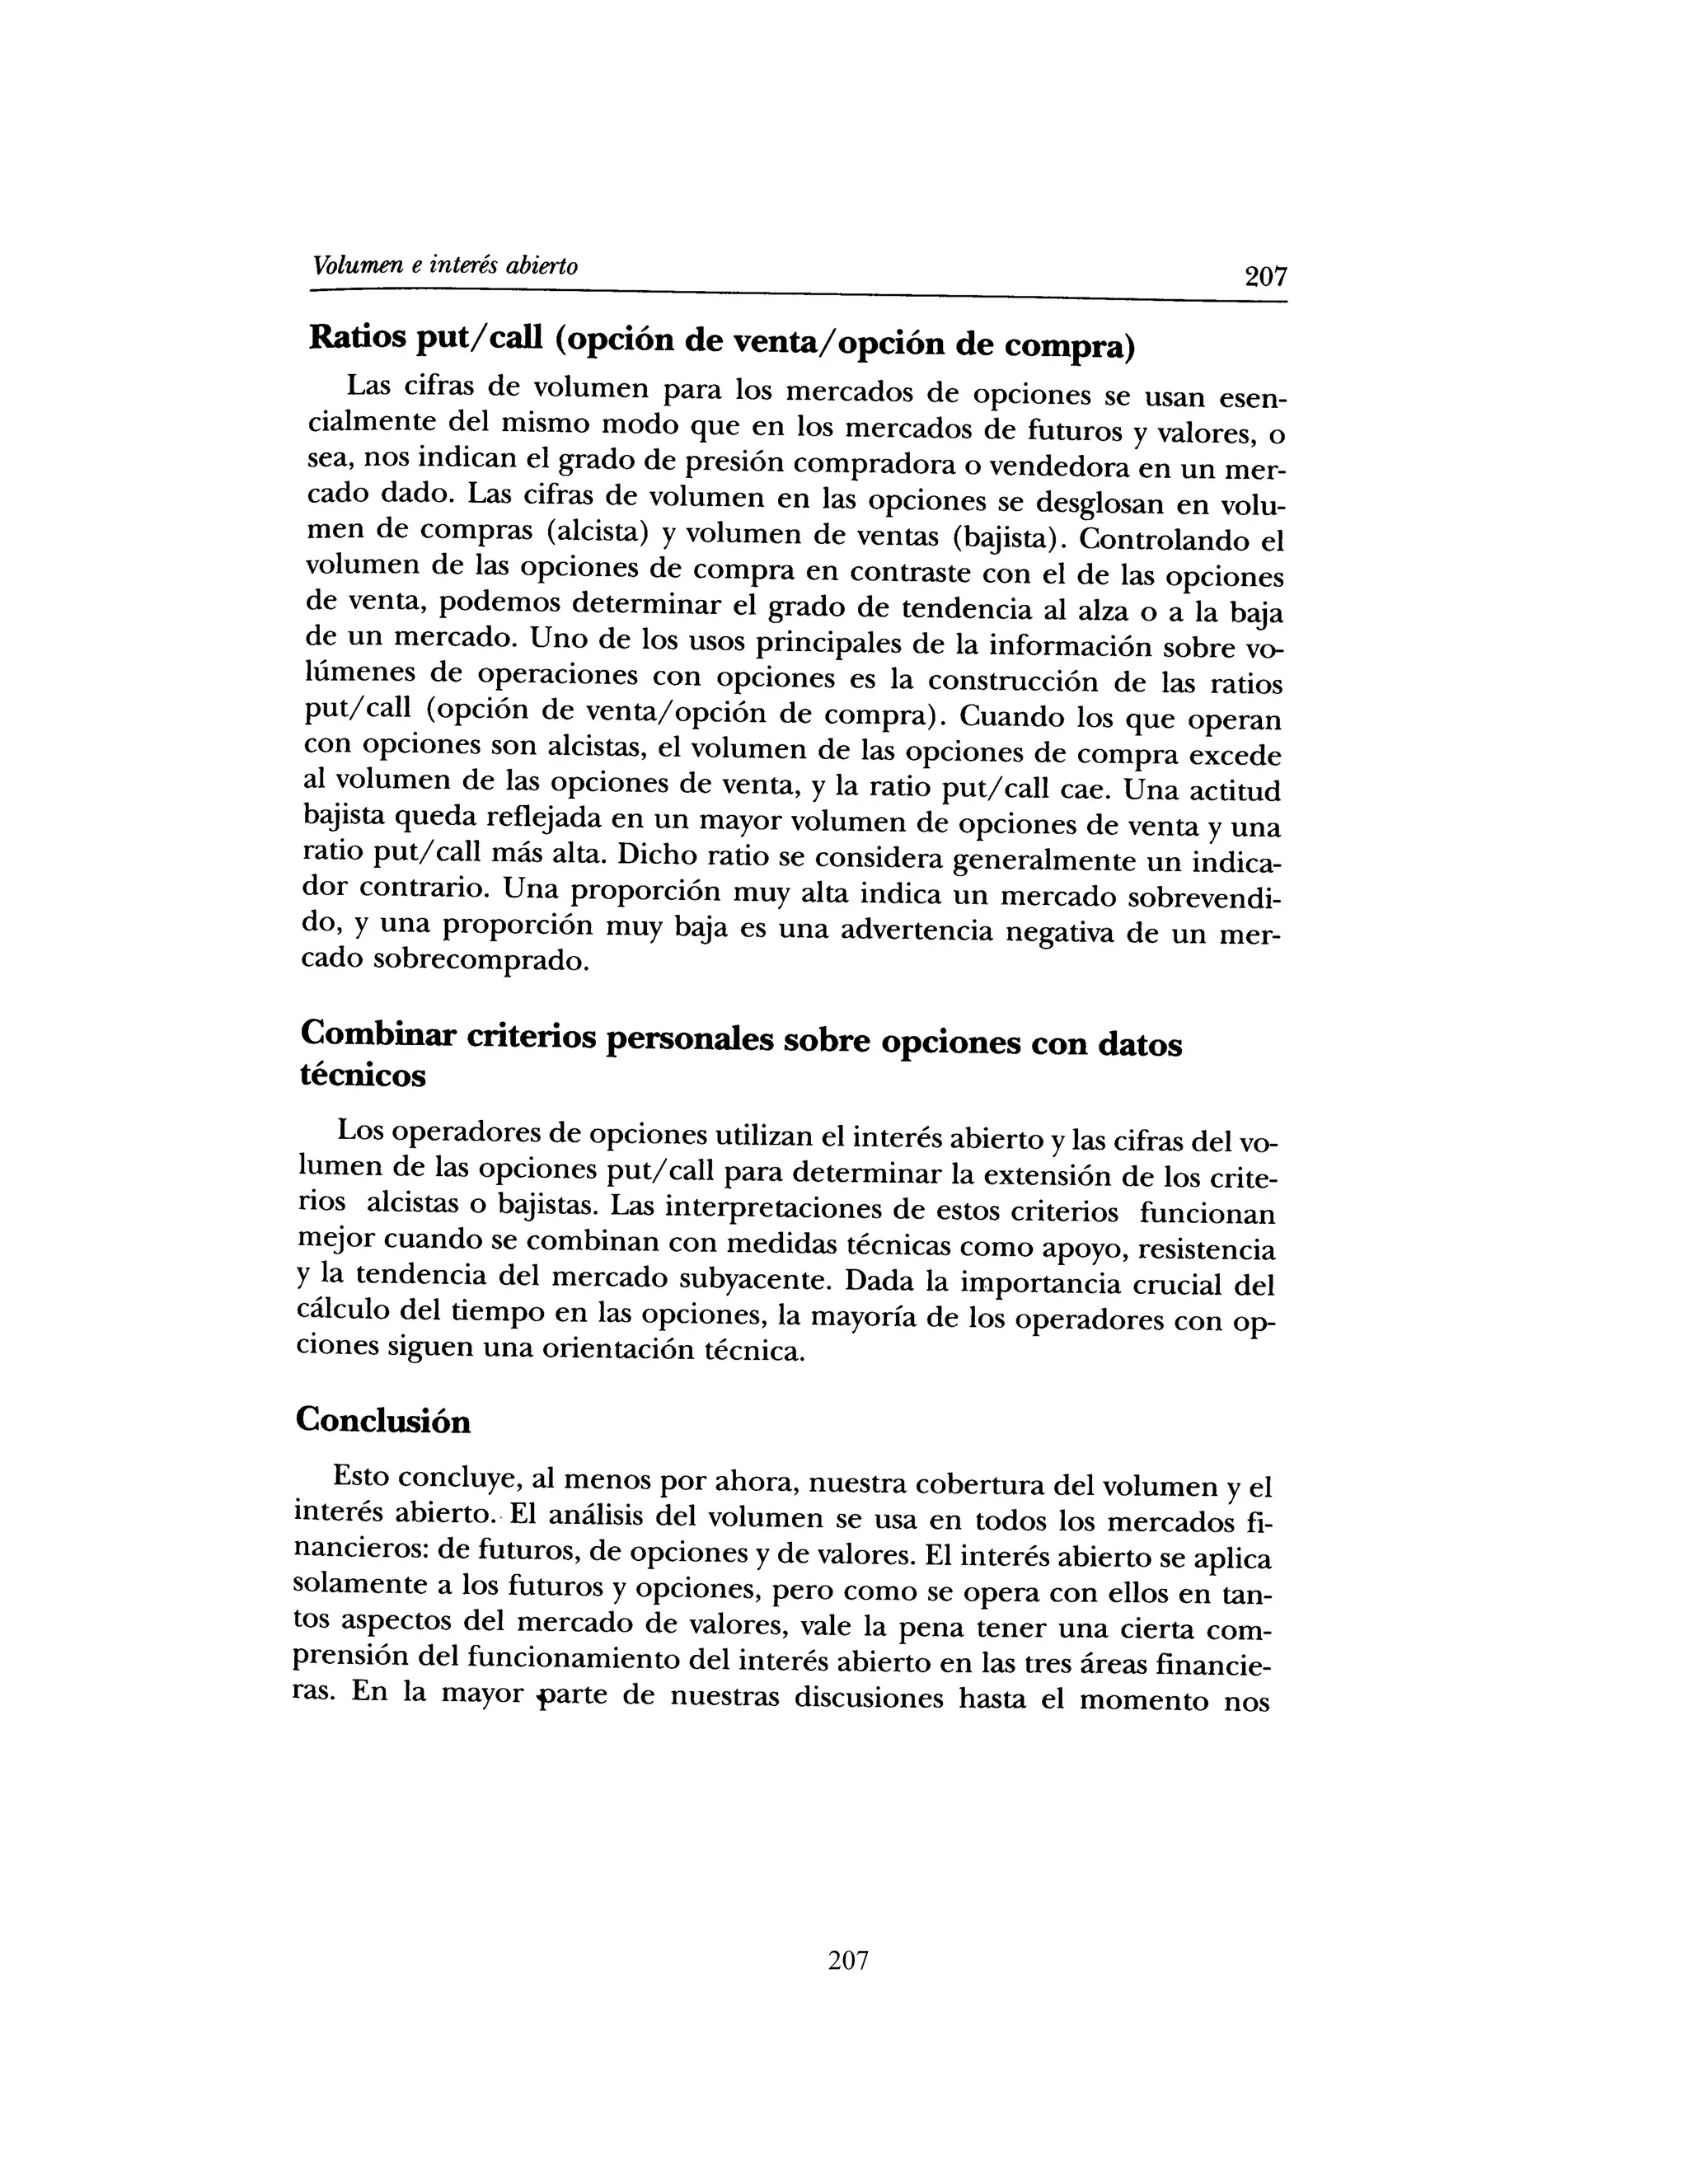 Volumen e interés abierto
207
Ratios put/call (opción de venta/opción de compra)
Las cifras de volumen para los mercados de opciones se usan esen-
cialmente del mismo modo que en los mercados de futuros y valores, o
sea, nos indican el grado de presión compradora o vendedora en un mer-
cado dado. Las cifras de volumen en las opciones se desglosan en volu-
men de compras (alcista) y volumen de ventas (bajista). Controlando el
volumen de las opciones de compra en contraste con el de las opciones
de venta, podemos determinar el grado de tendencia al alza o a la baja
de un mercado. Uno de los usos principales de la información sobre vo-
lúmenes de operaciones con opciones es la construcción de las ratios
put/call (opción de venta/opción de compra). Cuando los que operan
con opciones son alcistas, el volumen de las opciones de compra excede
al volumen de las opciones de venta, y la ratio put/call cae. Una actitud
bajista queda reflejada en un mayor volumen de opciones de venta y una
ratio put/call más alta. Dicho ratio se considera generalmente un indica-
dor contrario. Una proporción muy alta indica un mercado sobrevendi-
do, y una proporción muy baja es una advertencia negativa de un mer-
cado sobrecomprado.
Combinar criterios personales sobre opciones con datos
técnicos
Los operadores de opciones utilizan el interés abierto y las cifras del vo-
lumen de las opciones put/call para determinar la extensión de los crite-
rios alcistas o bajistas. Las interpretaciones de estos criterios funcionan
mejor cuando se combinan con medidas técnicas como apoyo, resistencia
y la tendencia del mercado subyacente. Dada la importancia crucial del
cálculo del tiempo en las opciones, la mayoría de los operadores con op-
ciones siguen una orientación técnica.
Conclusión
Esto concluye, al menos por ahora, nuestra cobertura del volumen y el
interés abierto. El análisis del volumen se usa en todos los mercados fi-
nancieros: de futuros, de opciones y de valores. El interés abierto se aplica
solamente a los futuros y opciones, pero como se opera con ellos en tan-
tos aspectos del mercado de valores, vale la pena tener una cierta com-
prensión del funcionamiento del interés abierto en las tres áreas financie-
ras. En la mayor parte de nuestras discusiones hasta el momento nos
207